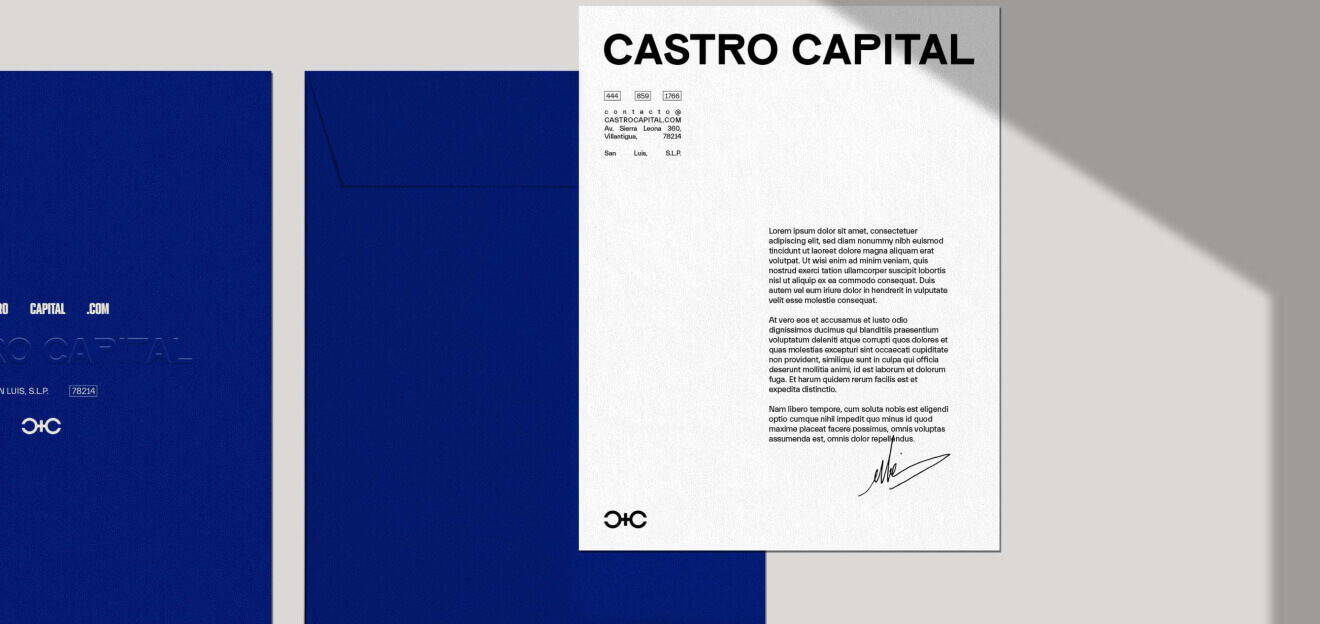 RO CAPITAL .COM
RO CAPITAL
N LUIS, S.L.P. 78214
CASTRO CAPITAL
444 859 1766
contacto@
CASTROCAPITAL.COM
Av. Sierra Leona 360,
Villantigua, 78214
San Luis, S.L.P.
Lorem ipsum dolor sit amet, consectetuer
adipiscing elit, sed diam nonummy nibh euismod
tincidunt ut laoreet dolore magna aliquam erat
volutpat. Ut wisi enim ad minim veniam, quis
nostrud exerci tation ullamcorper suscipit lobortis
nisl ut aliquip ex ea commodo consequat. Duis
autem vel eum iriure dolor in hendrerit in vulputate
velit esse molestie consequat.
At vero eos et accusamus et iusto odio
dignissimos ducimus qui blanditiis praesentium
voluptatum deleniti atque corrupti quos dolores et
quas molestias excepturi sint occaecati cupiditate
non provident, similique sunt in culpa qui officia
deserunt mollitia animi, id est laborum et dolorum
fuga. Et harum quidem rerum facilis est et
expedita distinctio.
Nam libero tempore, cum soluta nobis est eligendi
optio cumque nihil impedit quo minus id quod
maxime placeat facere possimus, omnis voluptas
assumenda est, omnis dolor repellendus.